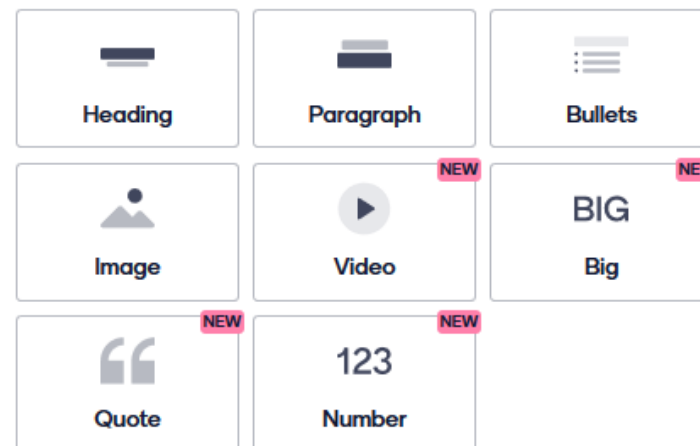 Heading
Paragraph
Bullets
NEW
Image
Video
BIG
Big
NEW
NEW
Quote
123
Number